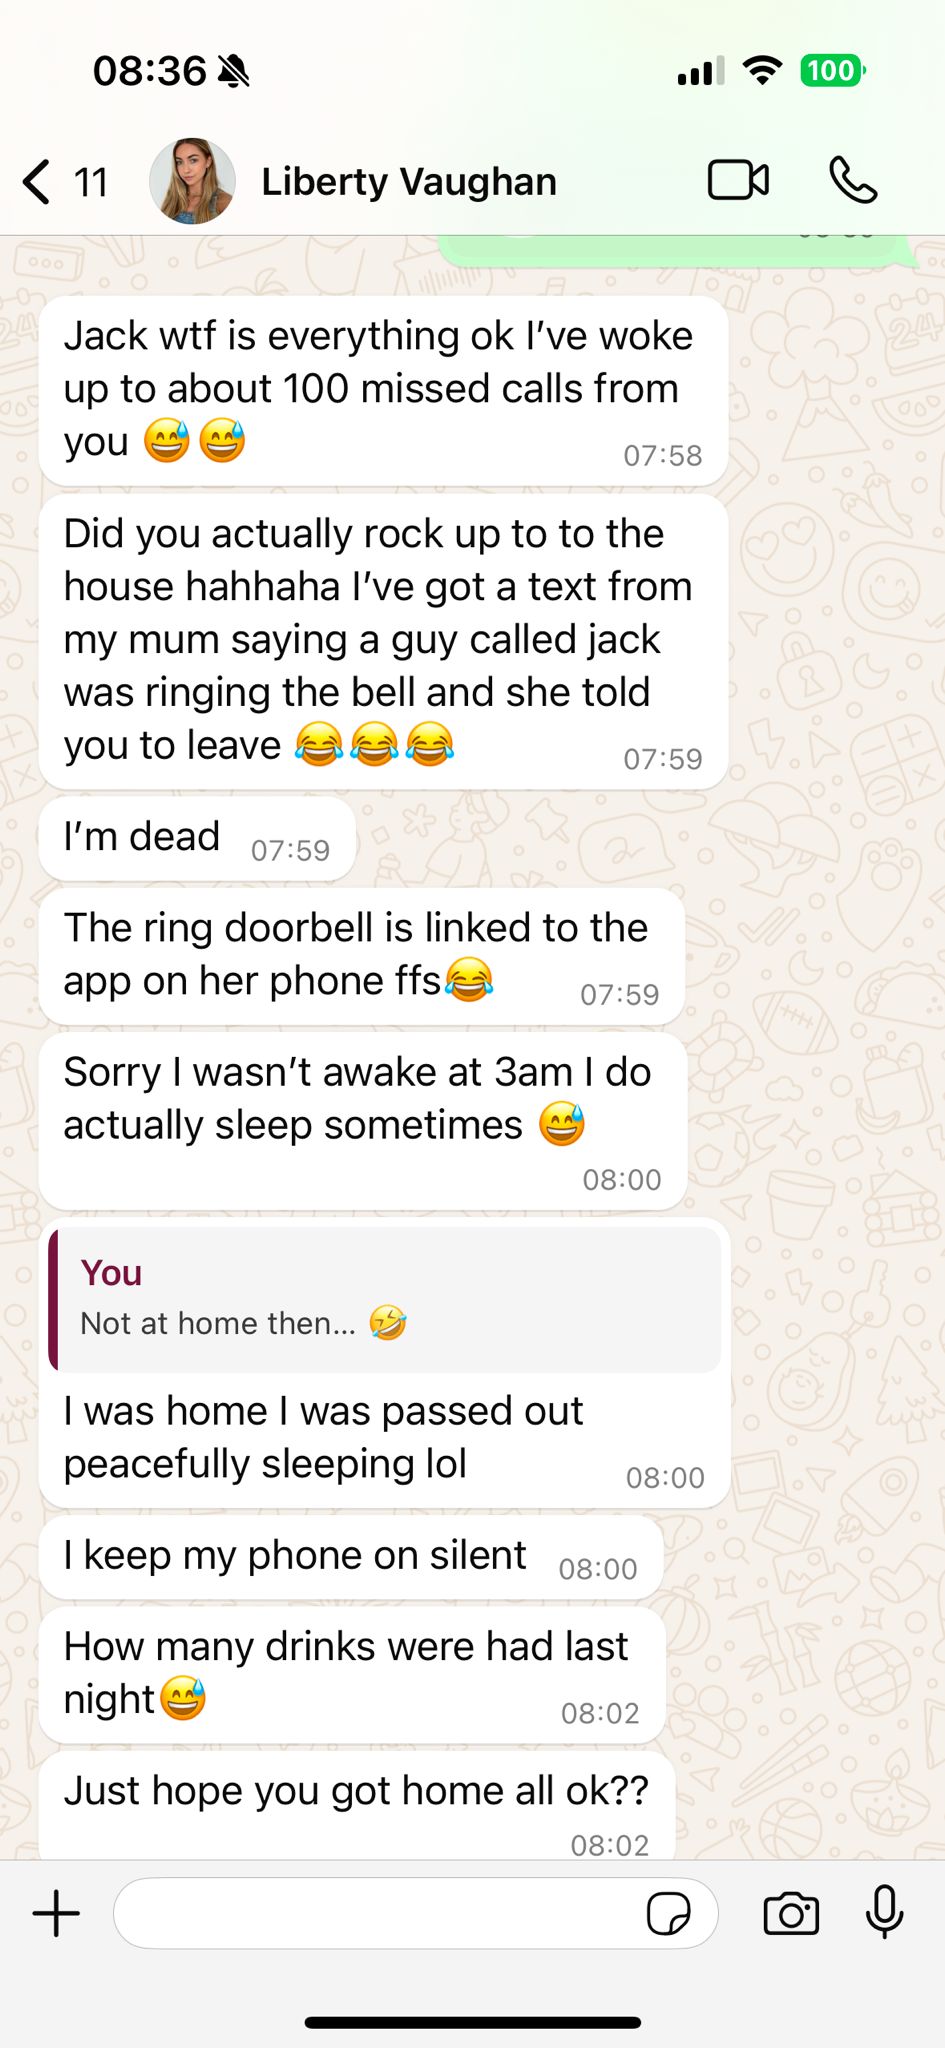 08:36
100
11
Liberty Vaughan
Jack wtf is everything ok I’ve woke
up to about 100 missed calls from
you 😅😅
07:58
Did you actually rock up to to the
house hahhaha I’ve got a text from
my mum saying a guy called jack
was ringing the bell and she told
you to leave 😂😂😂
07:59
I’m dead
07:59
The ring doorbell is linked to the
app on her phone ffs😂
07:59
Sorry I wasn’t awake at 3am I do
actually sleep sometimes 😅
08:00
You
Not at home then... 🤣
I was home I was passed out
peacefully sleeping lol
08:00
I keep my phone on silent
08:00
How many drinks were had last
night😅
08:02
Just hope you got home all ok??
08:02